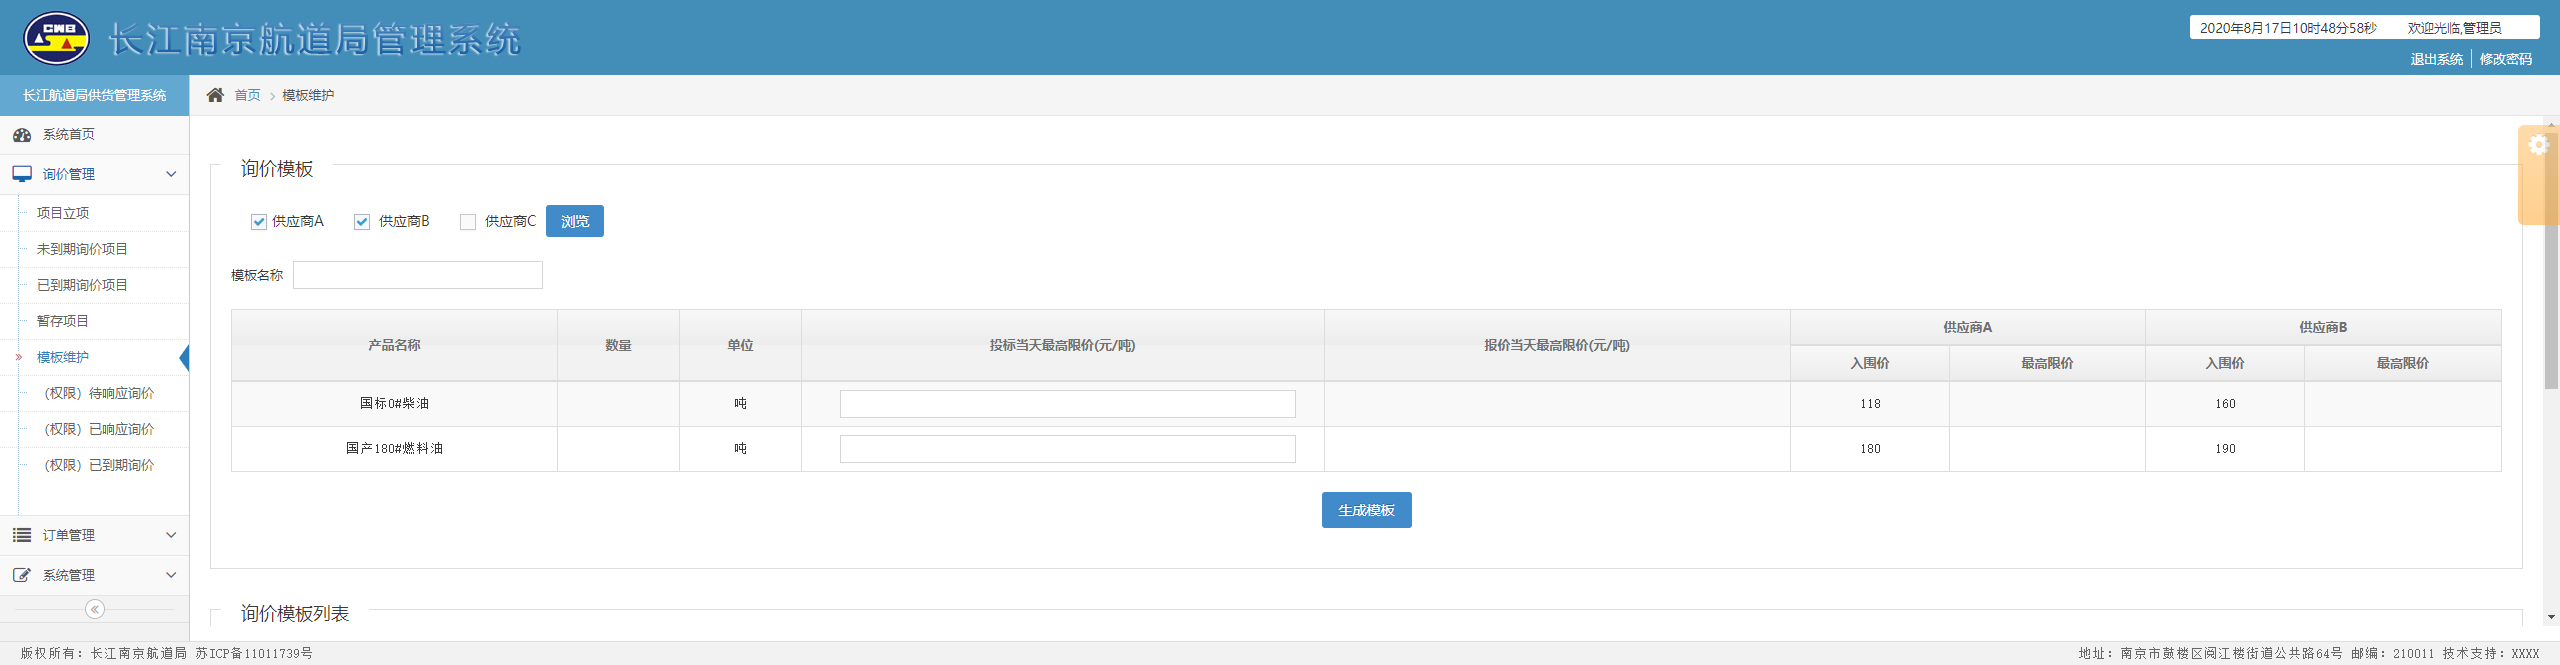 CWB
长江南京航道局管理系统
2020年8月17日10时48分58秒 欢迎光临,管理员
退出系统 修改密码
长江航道局供货管理系统
首页 模板维护
系统首页
询价管理
项目立项
未到期询价项目
已到期询价项目
暂存项目
模板维护
（权限）待响应询价
（权限）已响应询价
（权限）已到期询价
订单管理
系统管理
询价模板
供应商A 供应商B 供应商C 浏览
模板名称
产品名称 数量 单位 投标当天最高限价(元/吨) 报价当天最高限价(元/吨) 供应商A 供应商B
入围价 最高限价 入围价 最高限价
国标0#柴油 吨 118 160
国产180#燃料油 吨 180 190
生成模板
询价模板列表
版权所有：长江南京航道局 苏ICP备11011739号
地址：南京市鼓楼区阅江楼街道公共路64号 邮编：210011 技术支持：XXXX